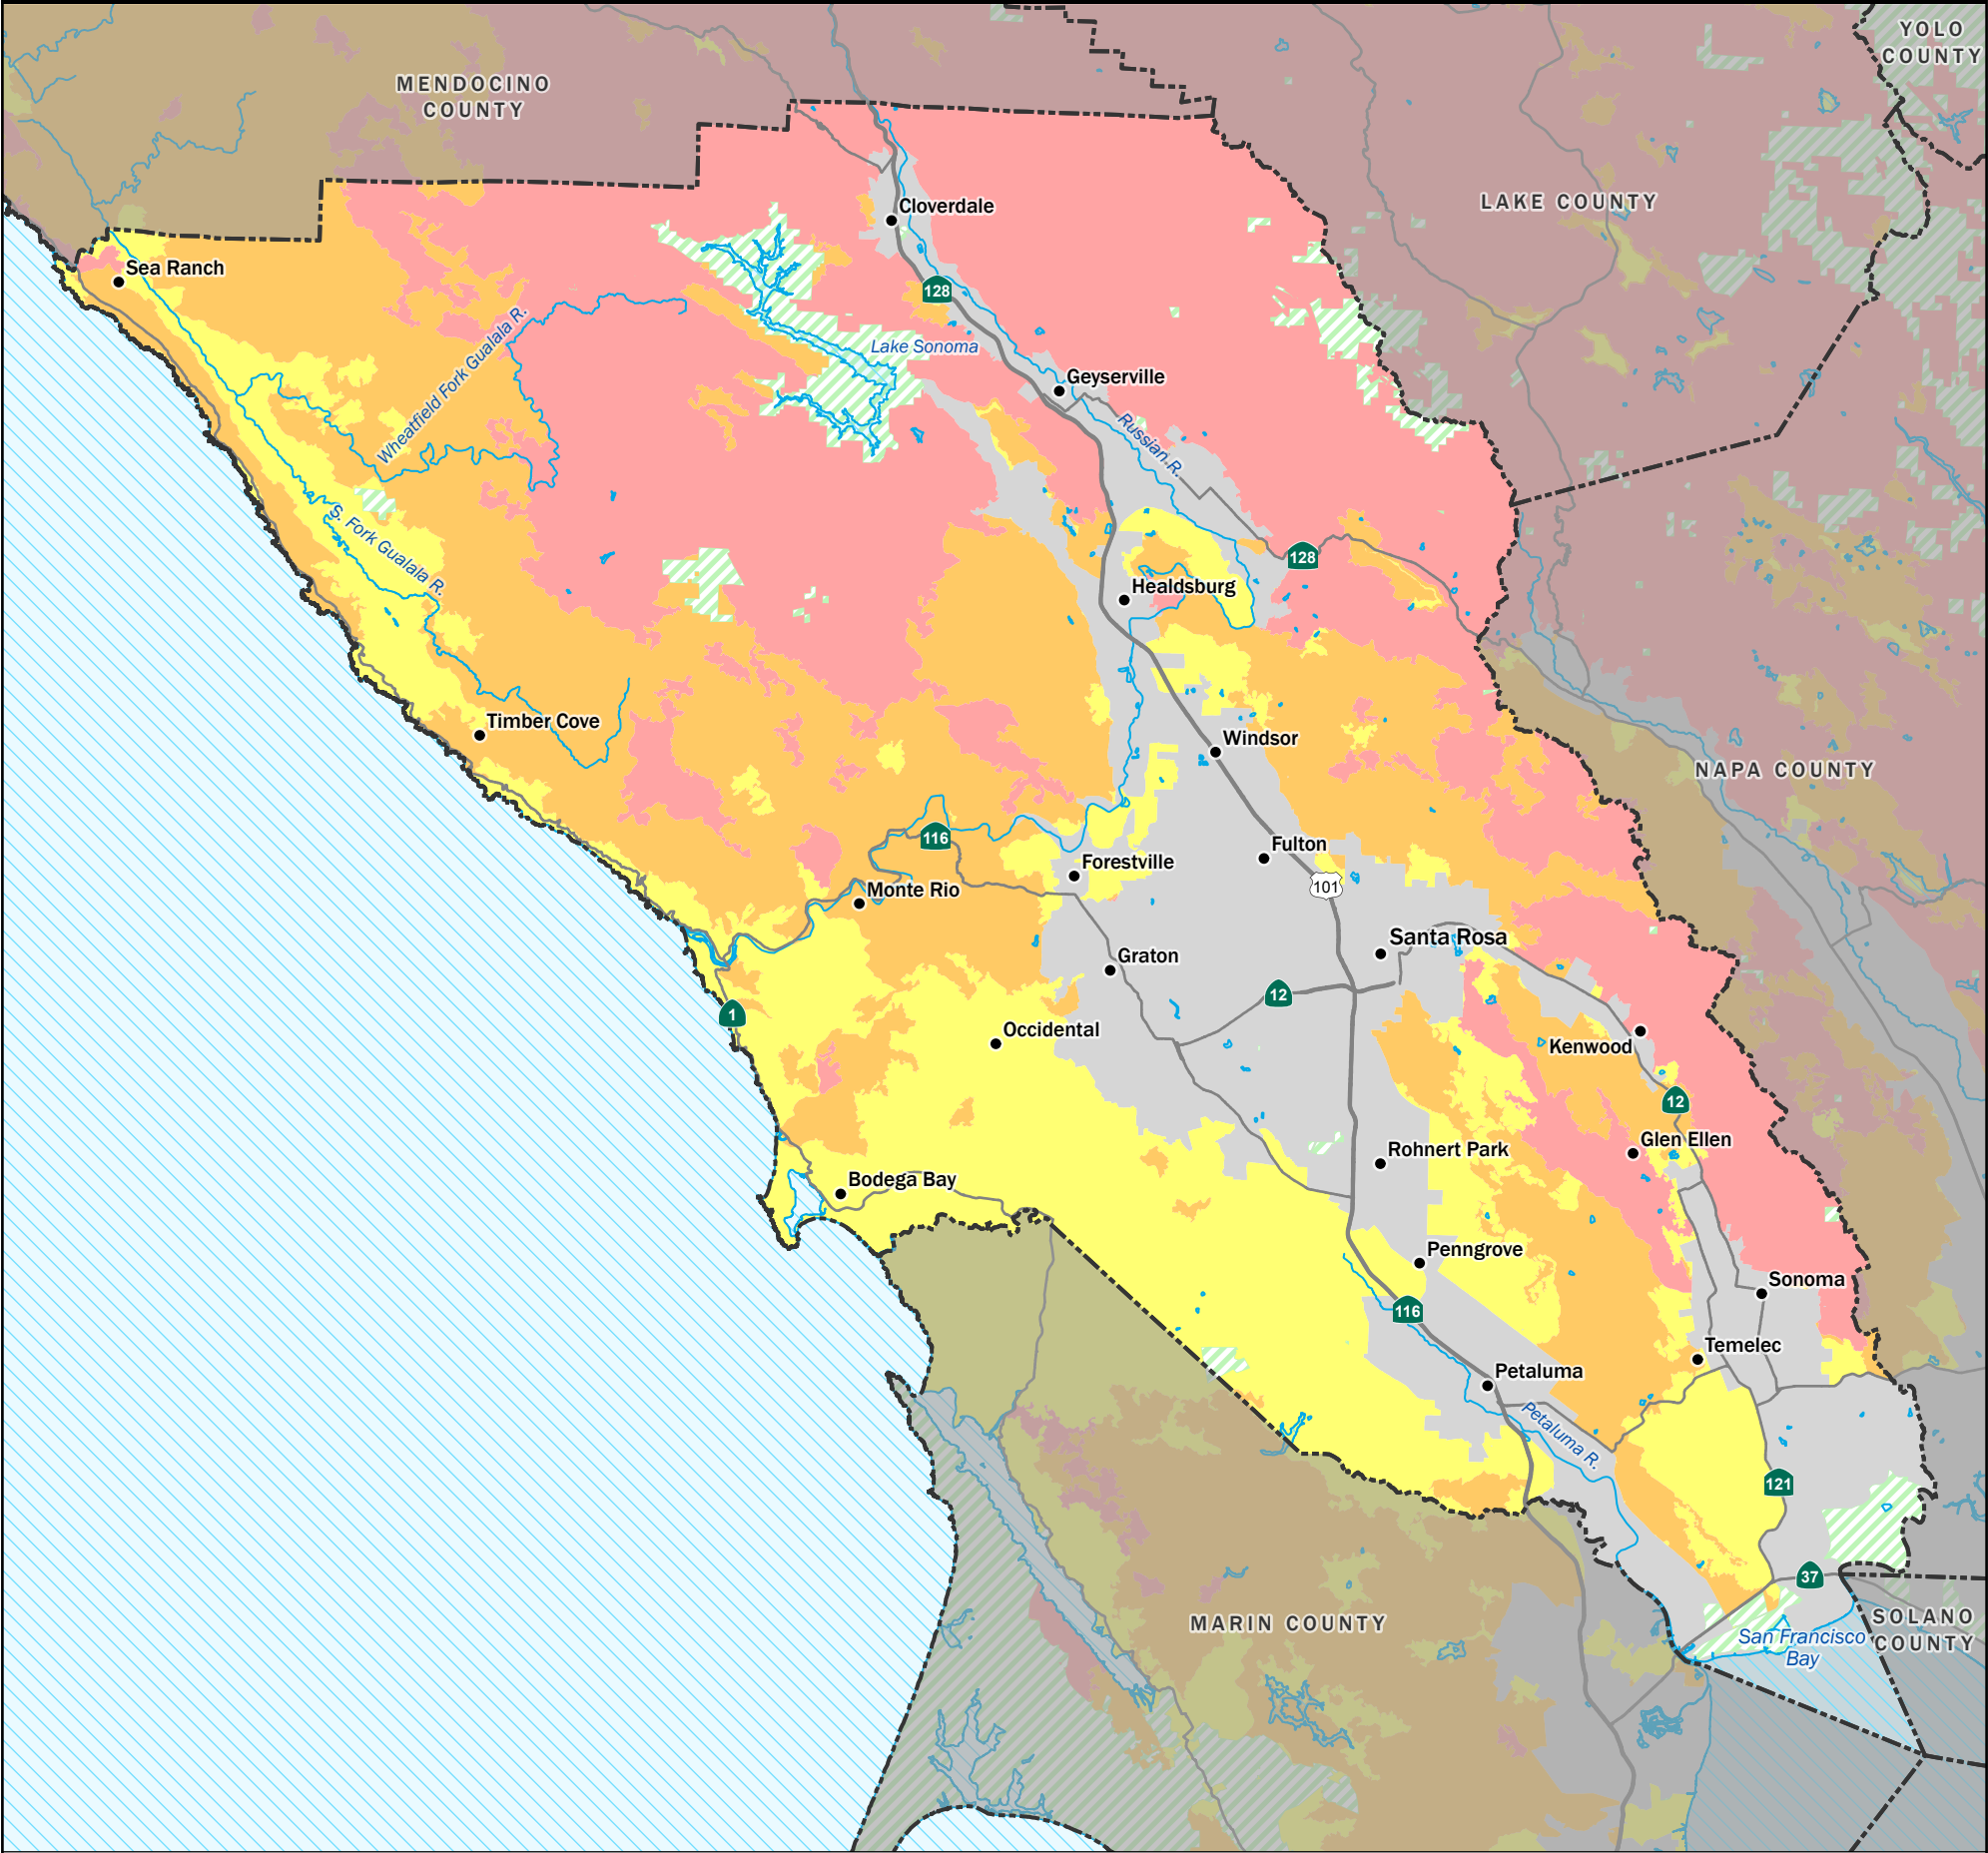 YOLO
COUNTY
MENDOCINO
COUNTY
LAKE COUNTY
Cloverdale
Sea Ranch
128
Wheatfield Fork Gualala R.
Lake Sonoma
Geyserville
Russian R.
S. Fork Gualala R.
128
Healdsburg
Timber Cove
Windsor
NAPA COUNTY
116
Fulton
Forestville
101
Monte Rio
Santa Rosa
Graton
12
1
Occidental
Kenwood
12
Glen Ellen
Rohnert Park
Bodega Bay
Penngrove
Sonoma
116
Temelec
Petaluma
Petaluma R.
121
37
MARIN COUNTY
SOLANO
COUNTY
San Francisco
Bay